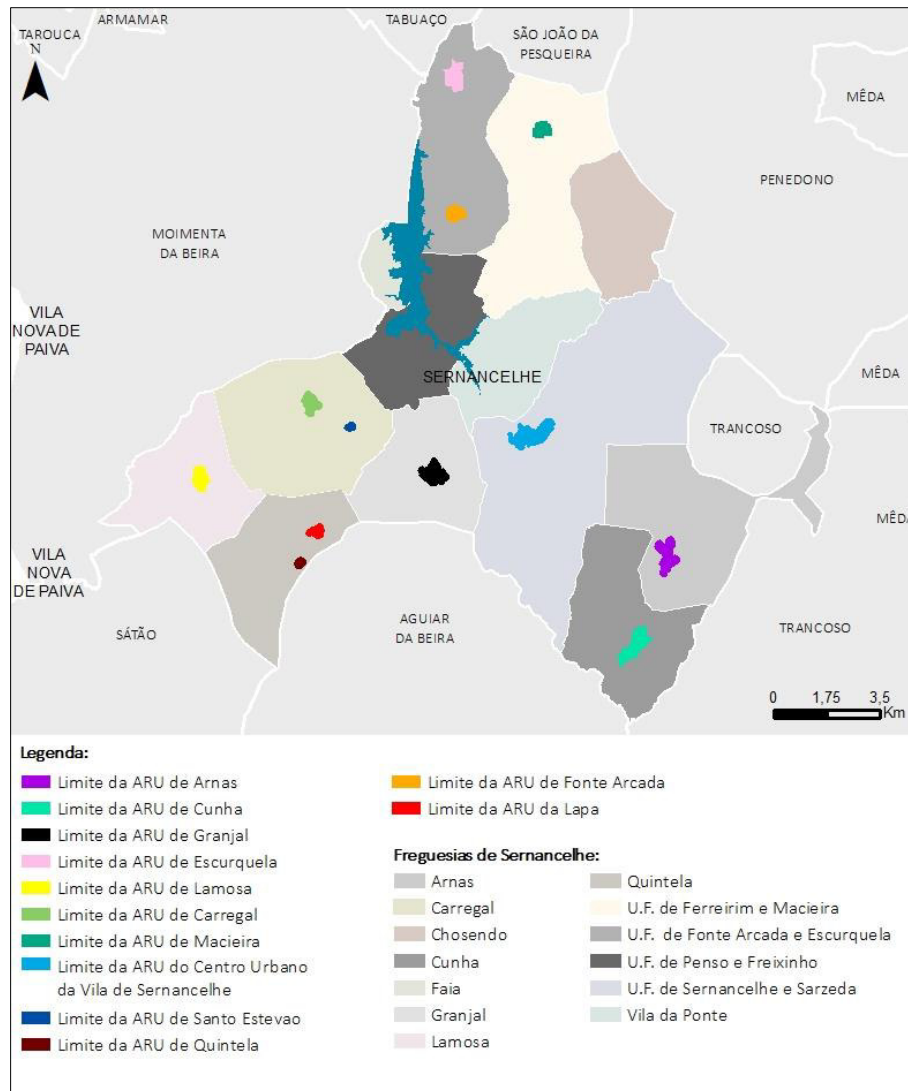 ARMAMAR
TABUAÇO
TAROUCA
SÃO JOÃO DA
PESQUEIRA
N
MÊDA
PENEDONO
MOIMENTA
DA BEIRA
VILA
NOVA DE
PAIVA
SERNANCELHE
MÊDA
TRANCOSO
MÊDA
VILA
NOVA
DE PAIVA
AGUIAR
DA BEIRA
SÁTÃO
TRANCOSO
0 1,75 3,5
Km
Legenda:
Limite da ARU de Arnas
Limite da ARU de Cunha
Limite da ARU de Granjal
Limite da ARU de Escurquela
Limite da ARU de Lamosa
Limite da ARU de Carregal
Limite da ARU de Macieira
Limite da ARU do Centro Urbano
da Vila de Sernancelhe
Limite da ARU de Santo Estevao
Limite da ARU de Quintela
Limite da ARU de Fonte Arcada
Limite da ARU da Lapa
Freguesias de Sernancelhe:
Arnas
Carregal
Chosendo
Cunha
Faia
Granjal
Lamosa
Quintela
U.F. de Ferreirim e Macieira
U.F. de Fonte Arcada e Escurquela
U.F. de Penso e Freixinho
U.F. de Sernancelhe e Sarzeda
Vila da Ponte